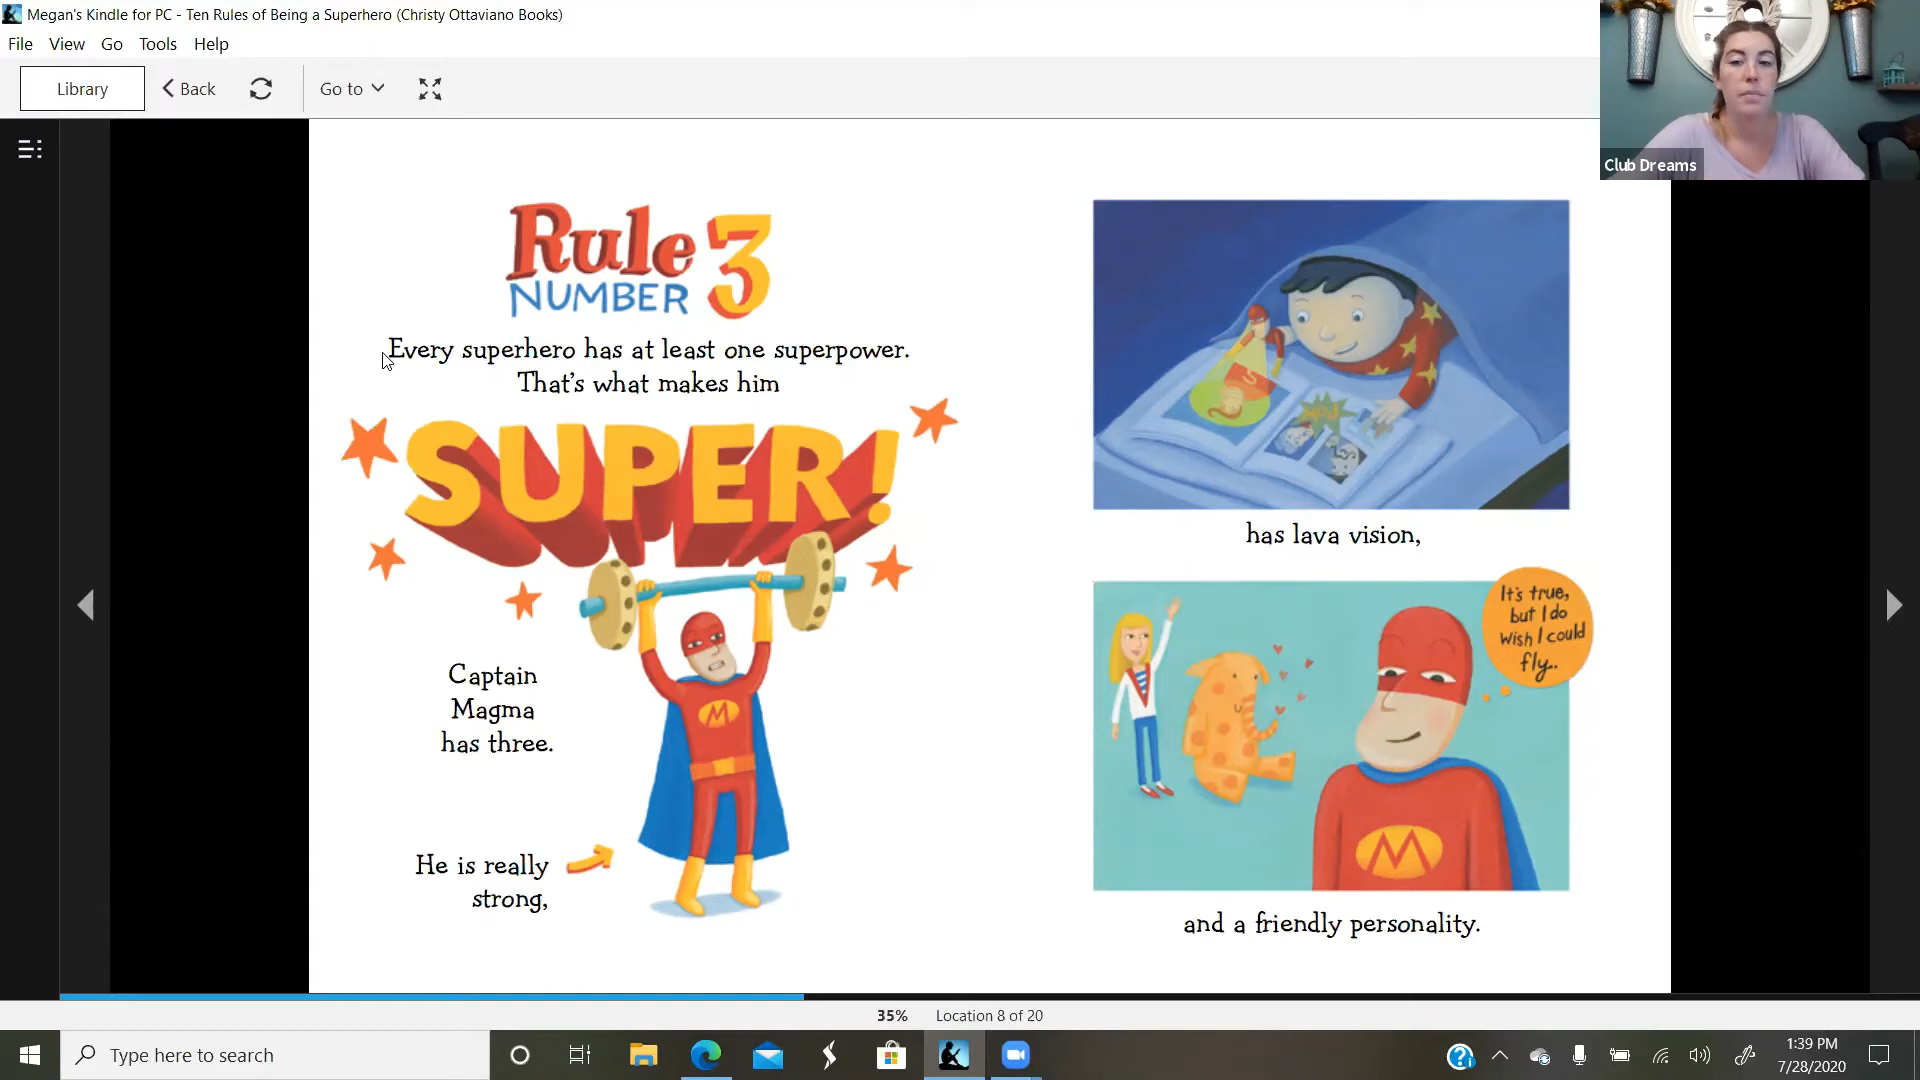 Megan's Kindle for PC - Ten Rules of Being a Superhero (Christy Ottaviano Books)
File View Go Tools Help
Library Back Go to
Club Dreams
Rule
NUMBER 3
Every superhero has at least one superpower.
That's what makes him
SUPER!
M
Captain
Magma
has three.
He is really
strong,
POW!
has lava vision,
It's true,
but I do
wish I could
fly..
M
and a friendly personality.
35% Location 8 of 20
Type here to search
1:39 PM
7/28/2020